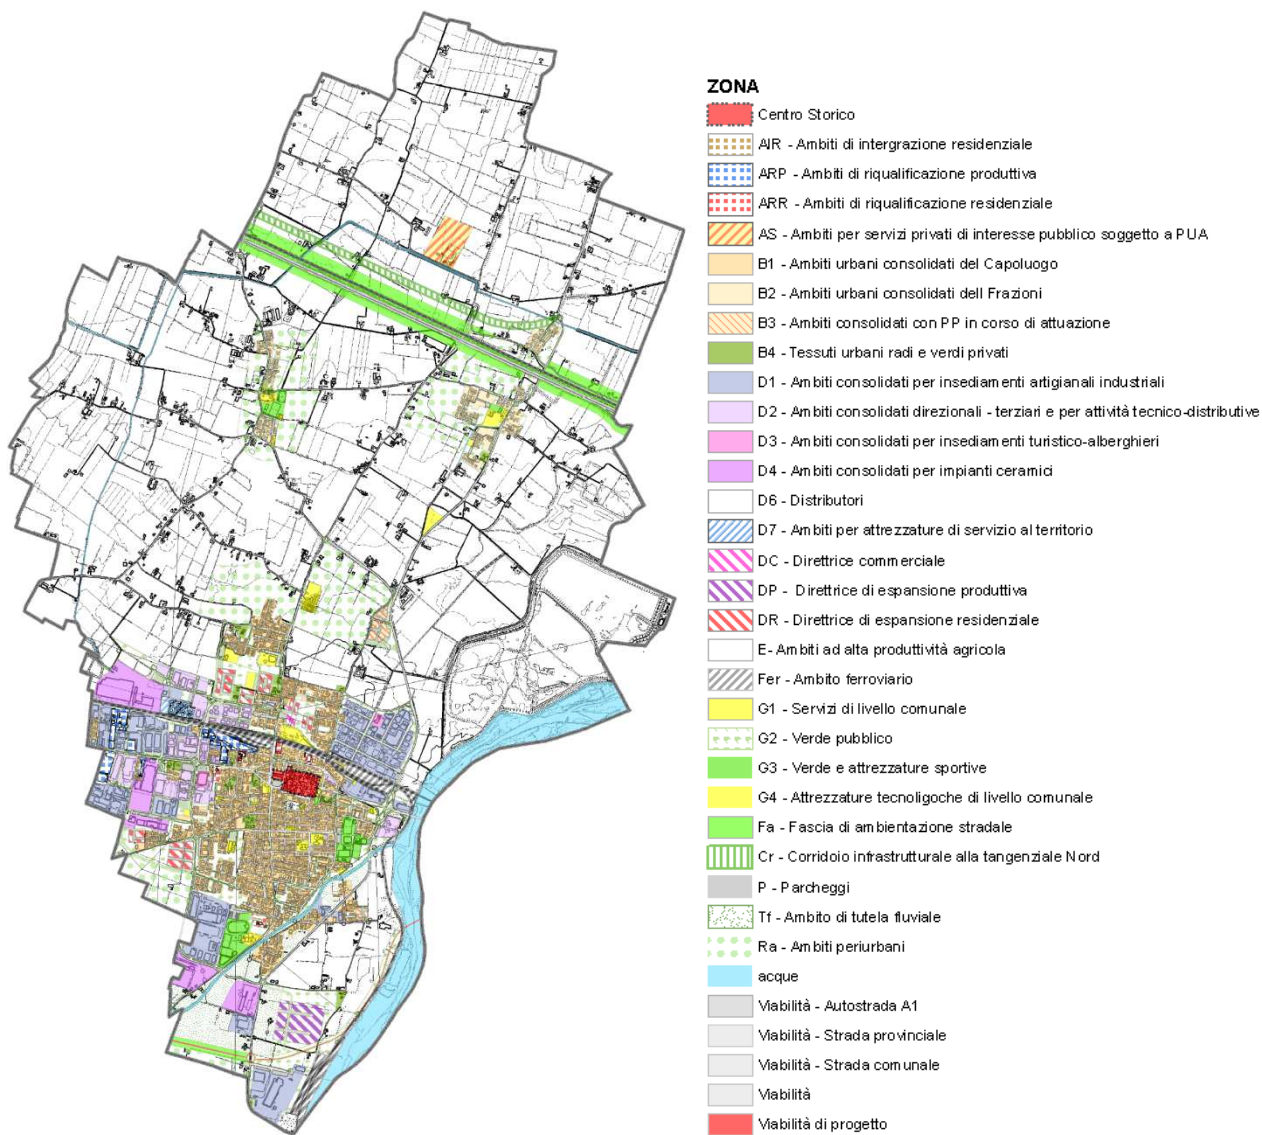 ZONA
Centro Storico
AIR - Ambiti di intergrazione residenziale
ARP - Ambiti di riqualificazione produttiva
ARR - Ambiti di riqualificazione residenziale
AS - Ambiti per servizi privati di interesse pubblico soggetto a PUA
B1 - Ambiti urbani consolidati del Capoluogo
B2 - Ambiti urbani consolidati dell Frazioni
B3 - Ambiti consolidati con PP in corso di attuazione
B4 - Tessuti urbani radi e verdi privati
D1 - Ambiti consolidati per insediamenti artigianali industriali
D2 - Ambiti consolidati direzionali - terziari e per attività tecnico-distributive
D3 - Ambiti consolidati per insediamenti turistico-alberghieri
D4 - Ambiti consolidati per impianti ceramici
D6 - Distributori
D7 - Ambiti per attrezzature di servizio al territorio
DC - Direttrice commerciale
DP - Direttrice di espansione produttiva
DR - Direttrice di espansione residenziale
E- Ambiti ad alta produttività agricola
Fer - Ambito ferroviario
G1 - Servizi di livello comunale
G2 - Verde pubblico
G3 - Verde e attrezzature sportive
G4 - Attrezzature tecnoligoche di livello comunale
Fa - Fascia di ambientazione stradale
Cr - Corridoio infrastrutturale alla tangenziale Nord
P - Parcheggi
Tf - Ambito di tutela fluviale
Ra - Ambiti periurbani
acque
Viabilità - Autostrada A1
Viabilità - Strada provinciale
Viabilità - Strada comunale
Viabilità
Viabilità di progetto